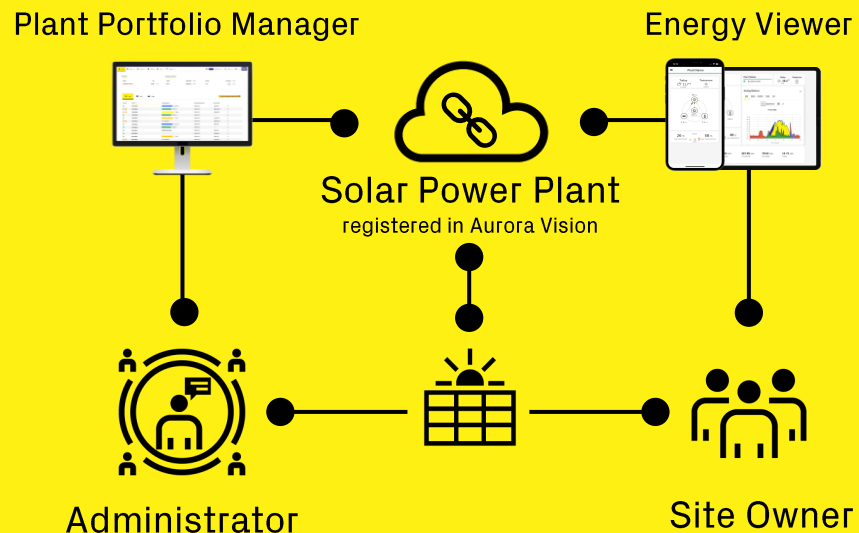 Plant Portfolio Manager
Energy Viewer
Solar Power Plant
registered in Aurora Vision
Administrator
Site Owner